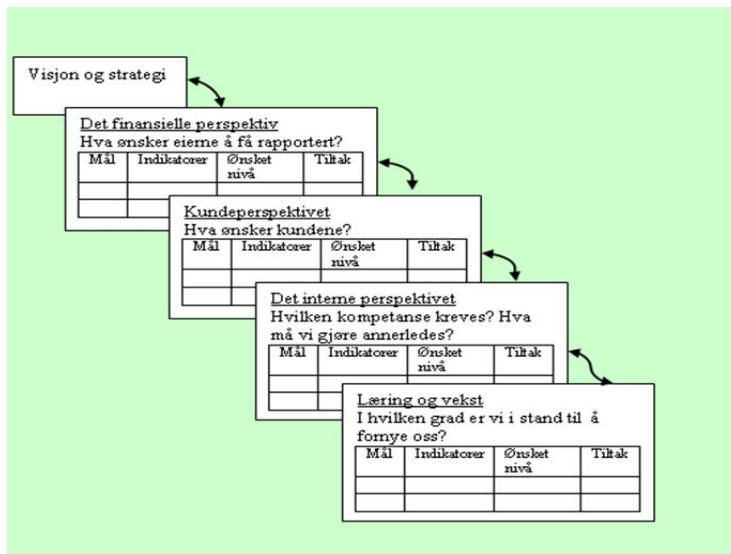 Visjon og strategi
Det finansielle perspektiv
Hva ønsker eierne å få rapportert?
Mål Indikatorer Ønsket Tiltak
nivå
Kundeperspektivet
Hva ønsker kundene?
Mål Indikatorer Ønsket Tiltak
nivå
Det interne perspektivet
Hvilken kompetanse kreves? Hva
må vi gjøre annerledes?
Mål Indikatorer Ønsket Tiltak
nivå
Læring og vekst
I hvilken grad er vi i stand til å
fornye oss?
Mål Indikatorer Ønsket Tiltak
nivå